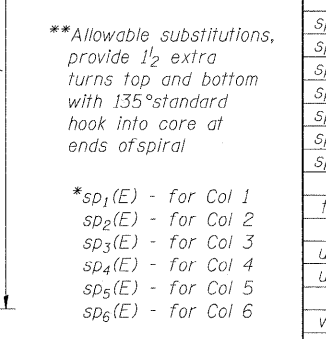 **Allowable substitutions,
provide 1 1/2 extra
turns top and bottom
with 135°standard
hook into core at
ends ofspiral
*sp1(E) - for Col 1
sp2(E) - for Col 2
sp3(E) - for Col 3
sp4(E) - for Col 4
sp5(E) - for Col 5
sp6(E) - for Col 6